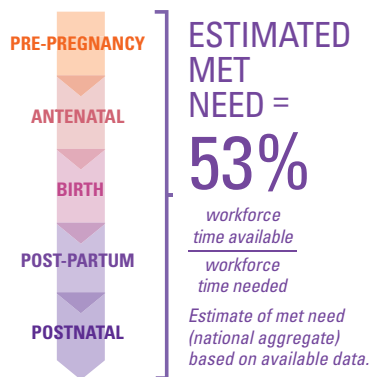 PRE-PREGNANCY
ANTENATAL
BIRTH
POST-PARTUM
POSTNATAL
ESTIMATED
MET
NEED =
53%
workforce
time available
workforce
time needed
Estimate of met need
(national aggregate)
based on available data.